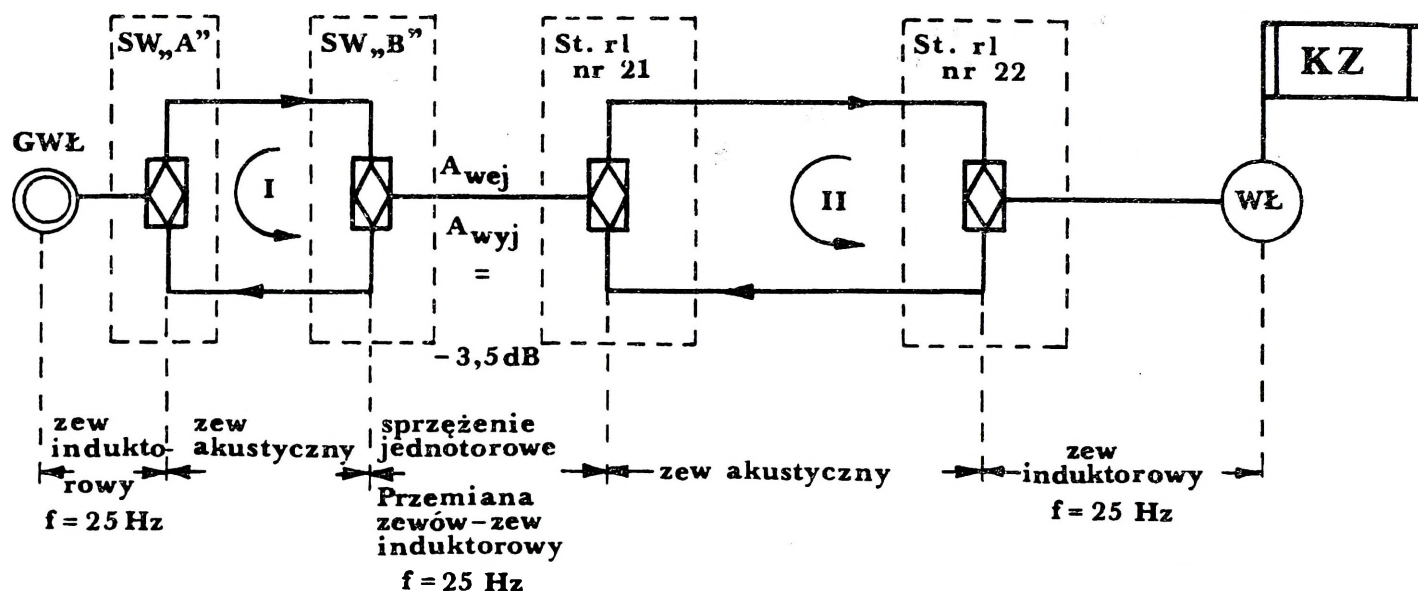 SW„A”
SW„B”
St. rl
nr 21
St. rl
nr 22
KZ
GWŁ
I
A wej
A wyj
=
-3,5dB
II
WŁ
zew
indukto-
rowy
f = 25 Hz
zew
akustyczny
sprzężenie
jednotorowe
Przemiana
zewów-zew
induktorowy
f = 25 Hz
zew akustyczny
zew
induktorowy
f = 25 Hz